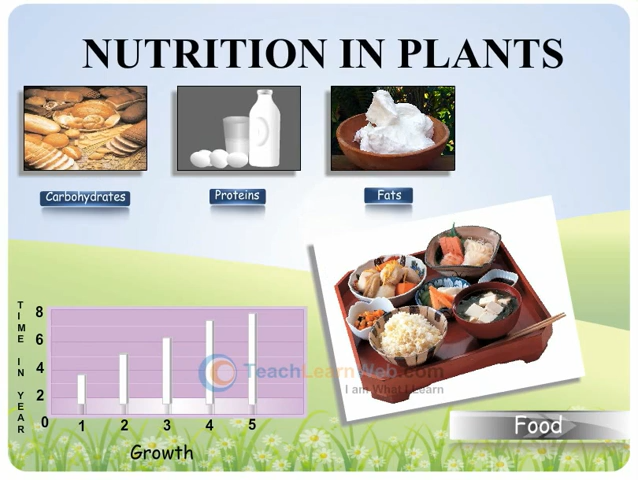 NUTRITION IN PLANTS
Carbohydrates
Proteins
Fats
TIME IN YEAR
8
6
4
2
0
1 2 3 4 5
Growth
TeachLearnWeb.com
I am What I Learn
Food